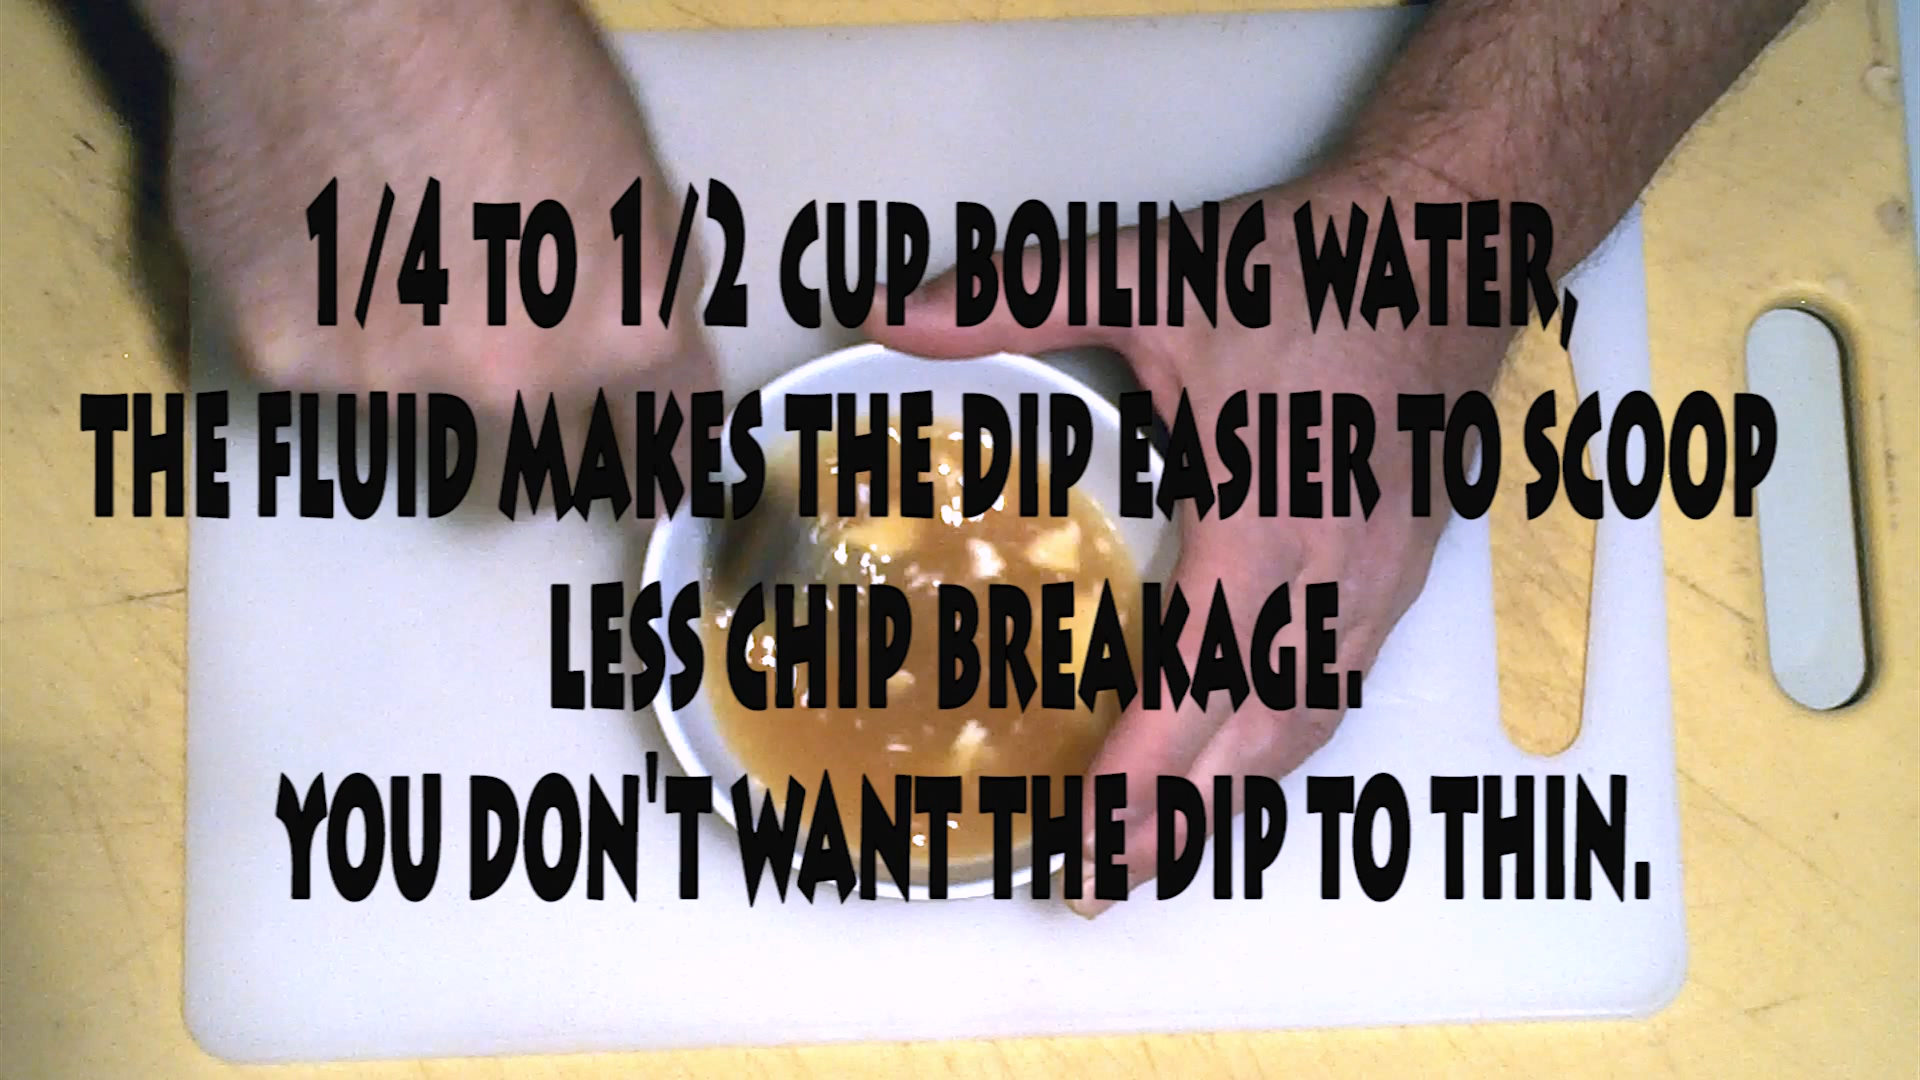 1/4 TO 1/2 CUP BOILING WATER,
THE FLUID MAKES THE DIP EASIER TO SCOOP
LESS CHIP BREAKAGE.
YOU DON'T WANT THE DIP TO THIN.